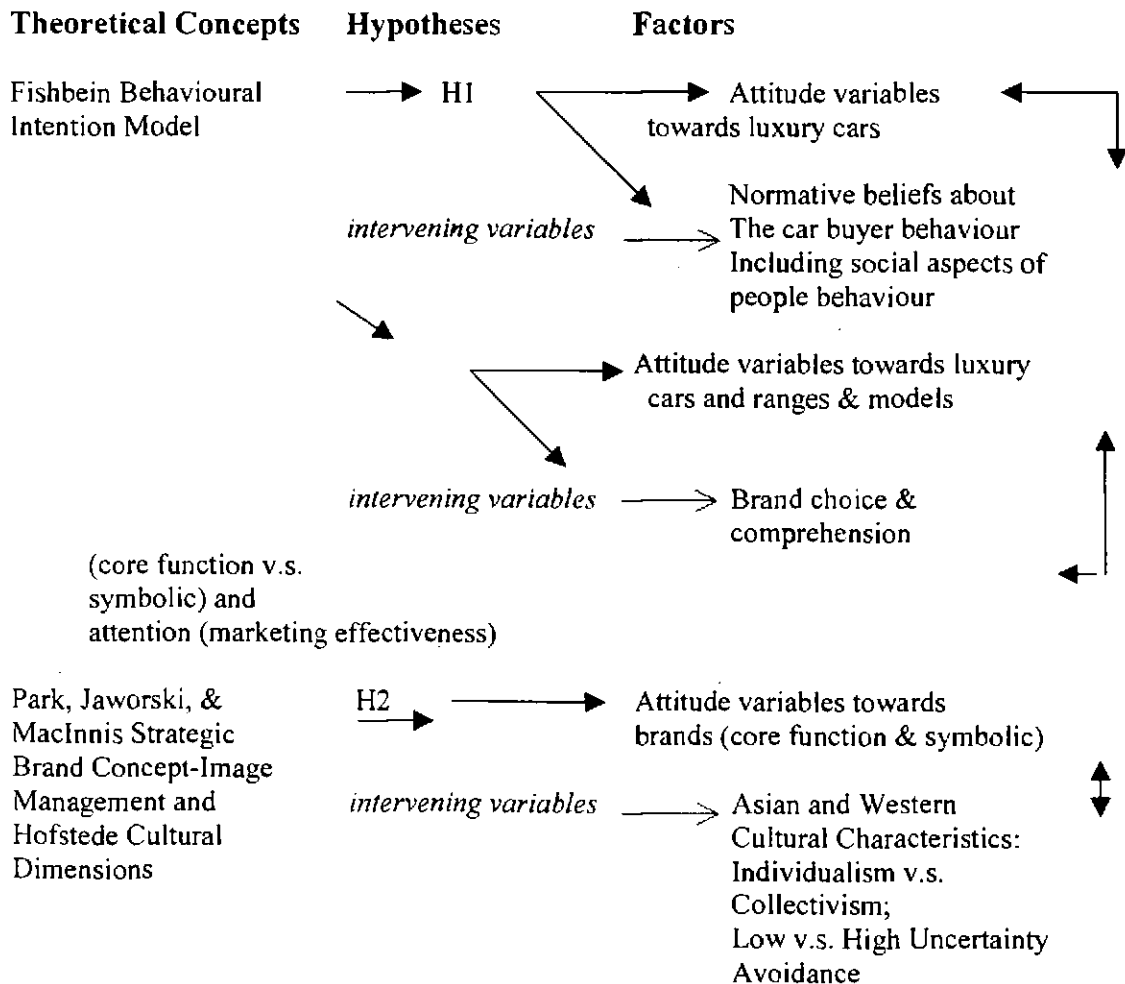 Theoretical Concepts Hypotheses Factors
Fishbein Behavioural H1 Attitude variables
Intention Model towards luxury cars
Normative beliefs about
intervening variables The car buyer behaviour
Including social aspects of
people behaviour
Attitude variables towards luxury
cars and ranges & models
intervening variables Brand choice &
comprehension
(core function v.s.
symbolic) and
attention (marketing effectiveness)
Park, Jaworski, & H2 Attitude variables towards
MacInnis Strategic brands (core function & symbolic)
Brand Concept-Image
Management and intervening variables Asian and Western
Hofstede Cultural Cultural Characteristics:
Dimensions Individualism v.s.
Collectivism;
Low v.s. High Uncertainty
Avoidance